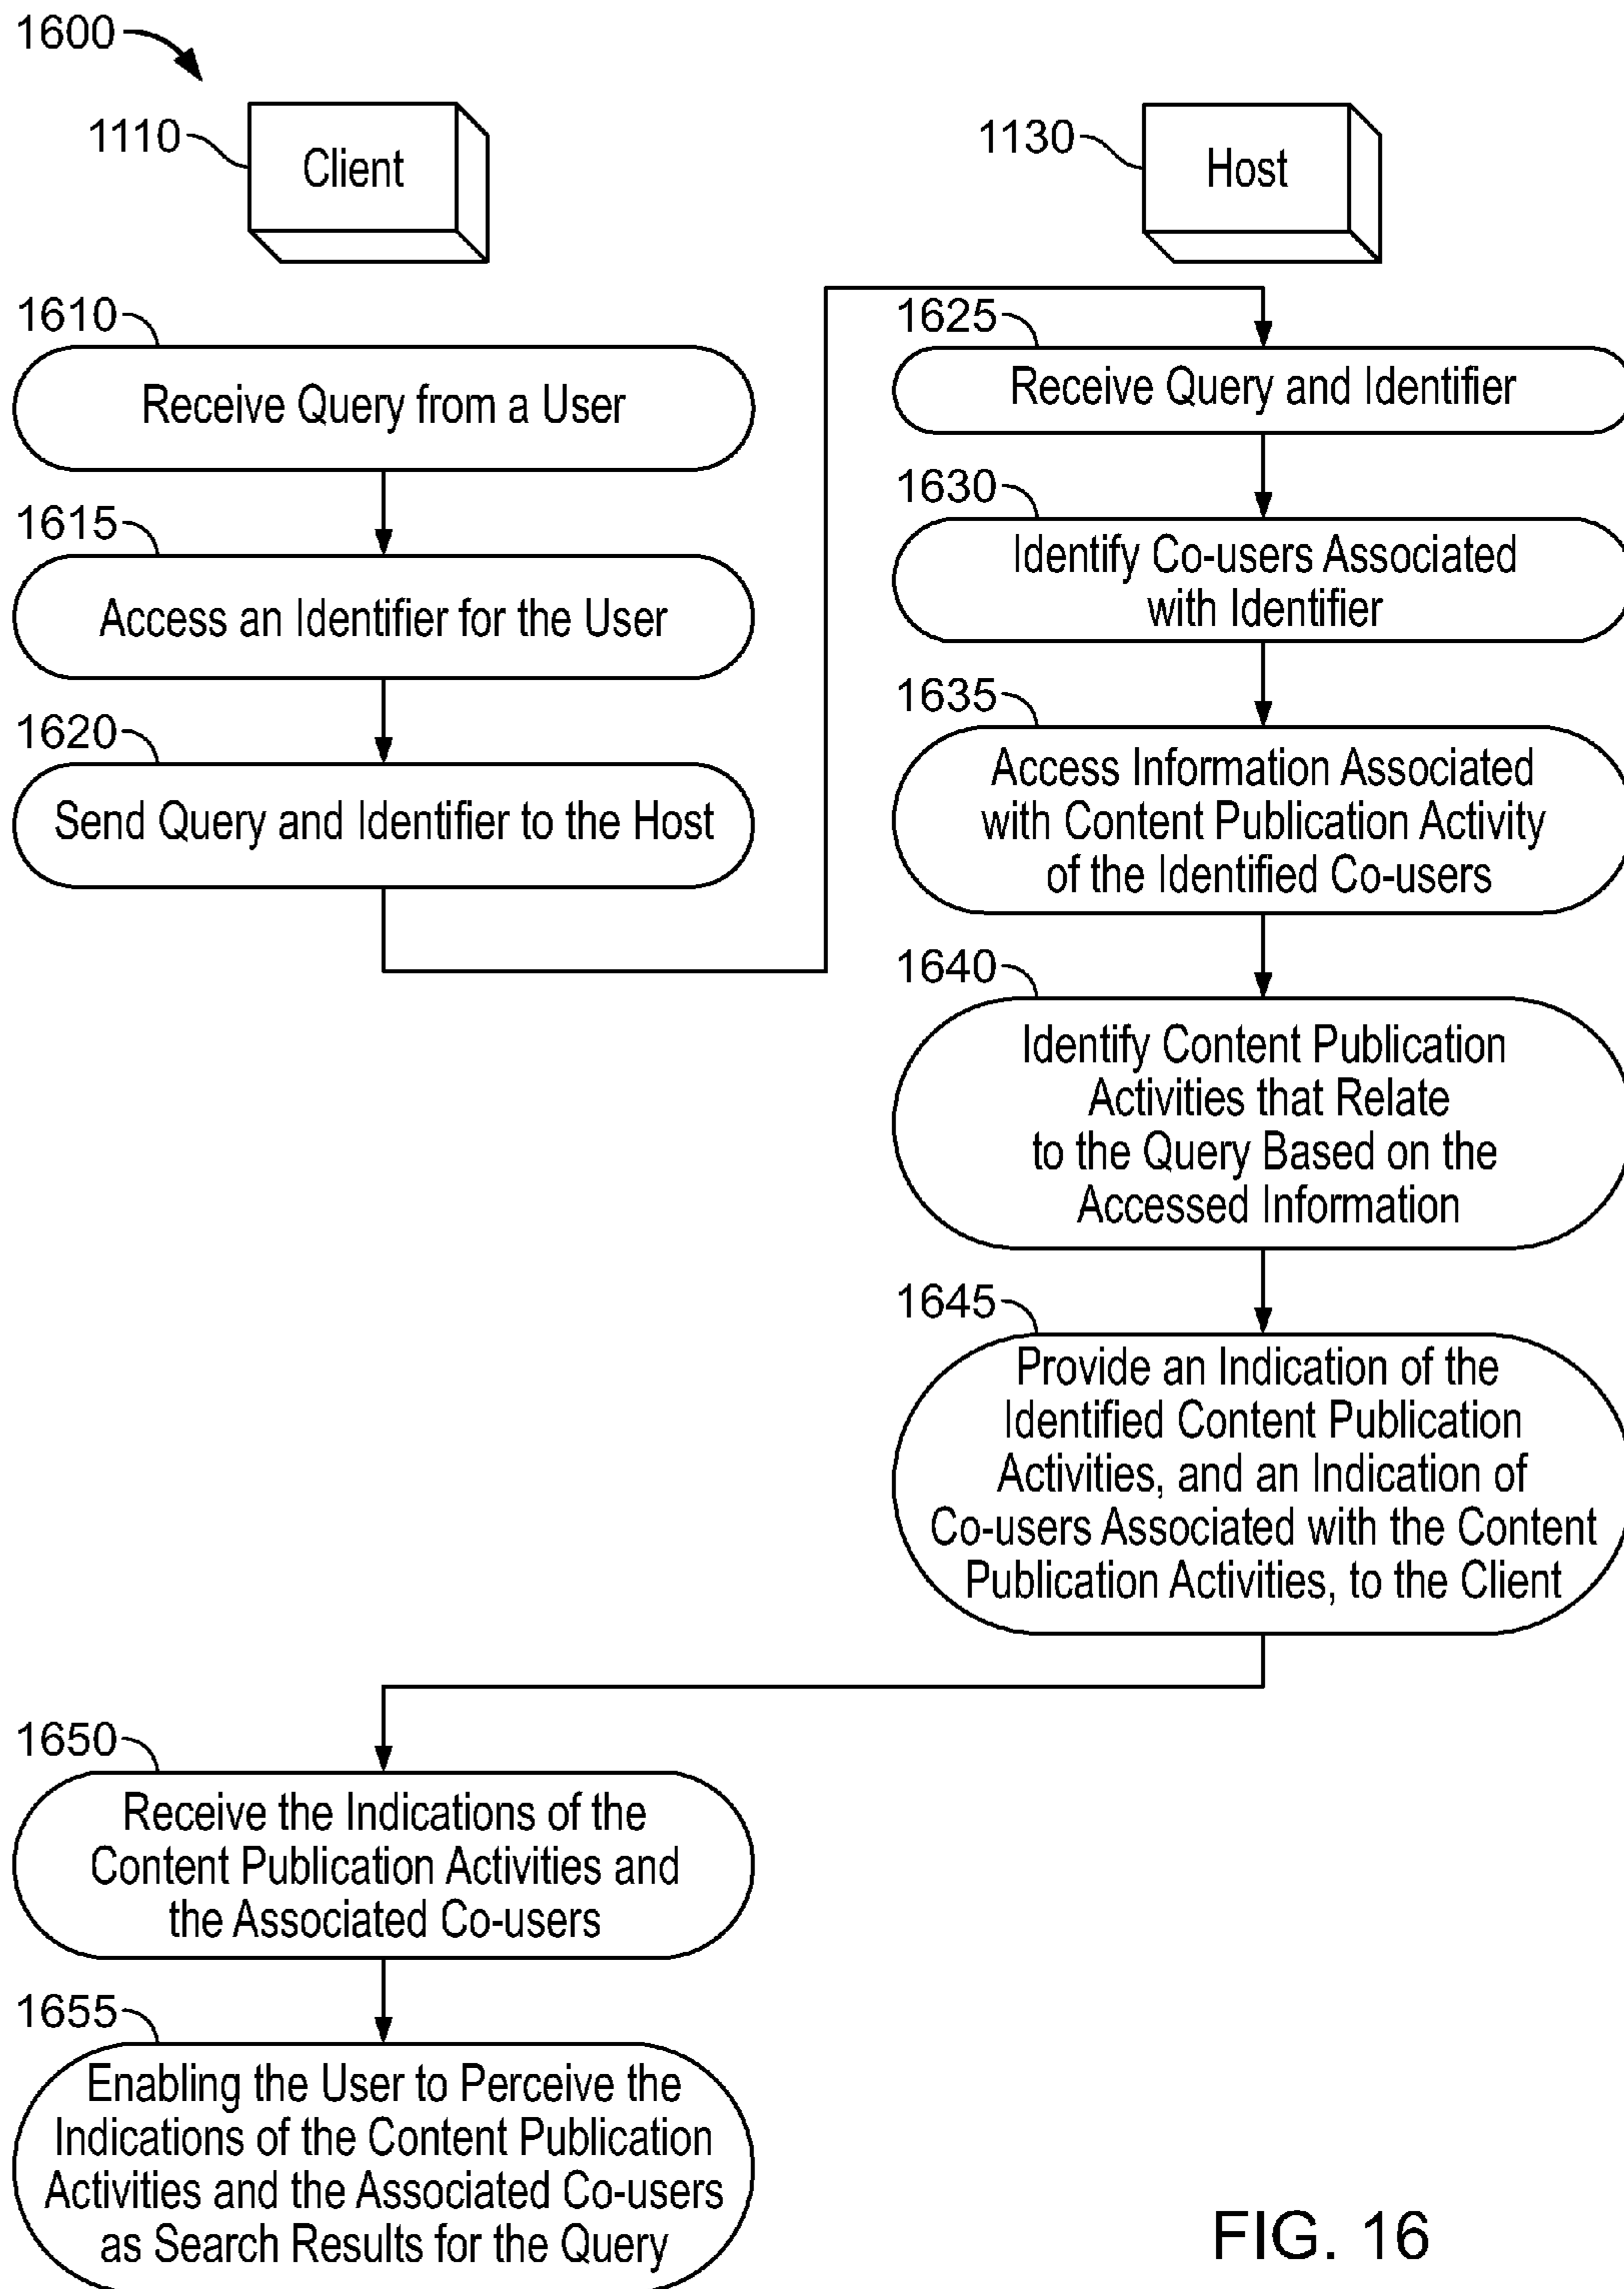 1600
1110
Client
1130
Host
1610
Receive Query from a User
1615
Access an Identifier for the User
1620
Send Query and Identifier to the Host
1625
Receive Query and Identifier
1630
Identify Co-users Associated
with Identifier
1635
Access Information Associated
with Content Publication Activity
of the Identified Co-users
1640
Identify Content Publication
Activities that Relate
to the Query Based on the
Accessed Information
1645
Provide an Indication of the
Identified Content Publication
Activities, and an Indication of
Co-users Associated with the Content
Publication Activities, to the Client
1650
Receive the Indications of the
Content Publication Activities and
the Associated Co-users
1655
Enabling the User to Perceive the
Indications of the Content Publication
Activities and the Associated Co-users
as Search Results for the Query
FIG. 16